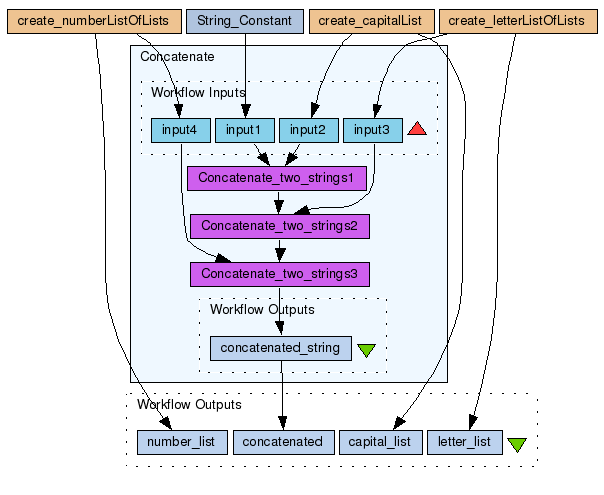 create_numberListOfLists
String_Constant
create_capitalList
create_letterListOfLists
Concatenate
Workflow Inputs
input4
input1
input2
input3
Concatenate_two_strings1
Concatenate_two_strings2
Concatenate_two_strings3
Workflow Outputs
concatenated_string
Workflow Outputs
number_list
concatenated
capital_list
letter_list